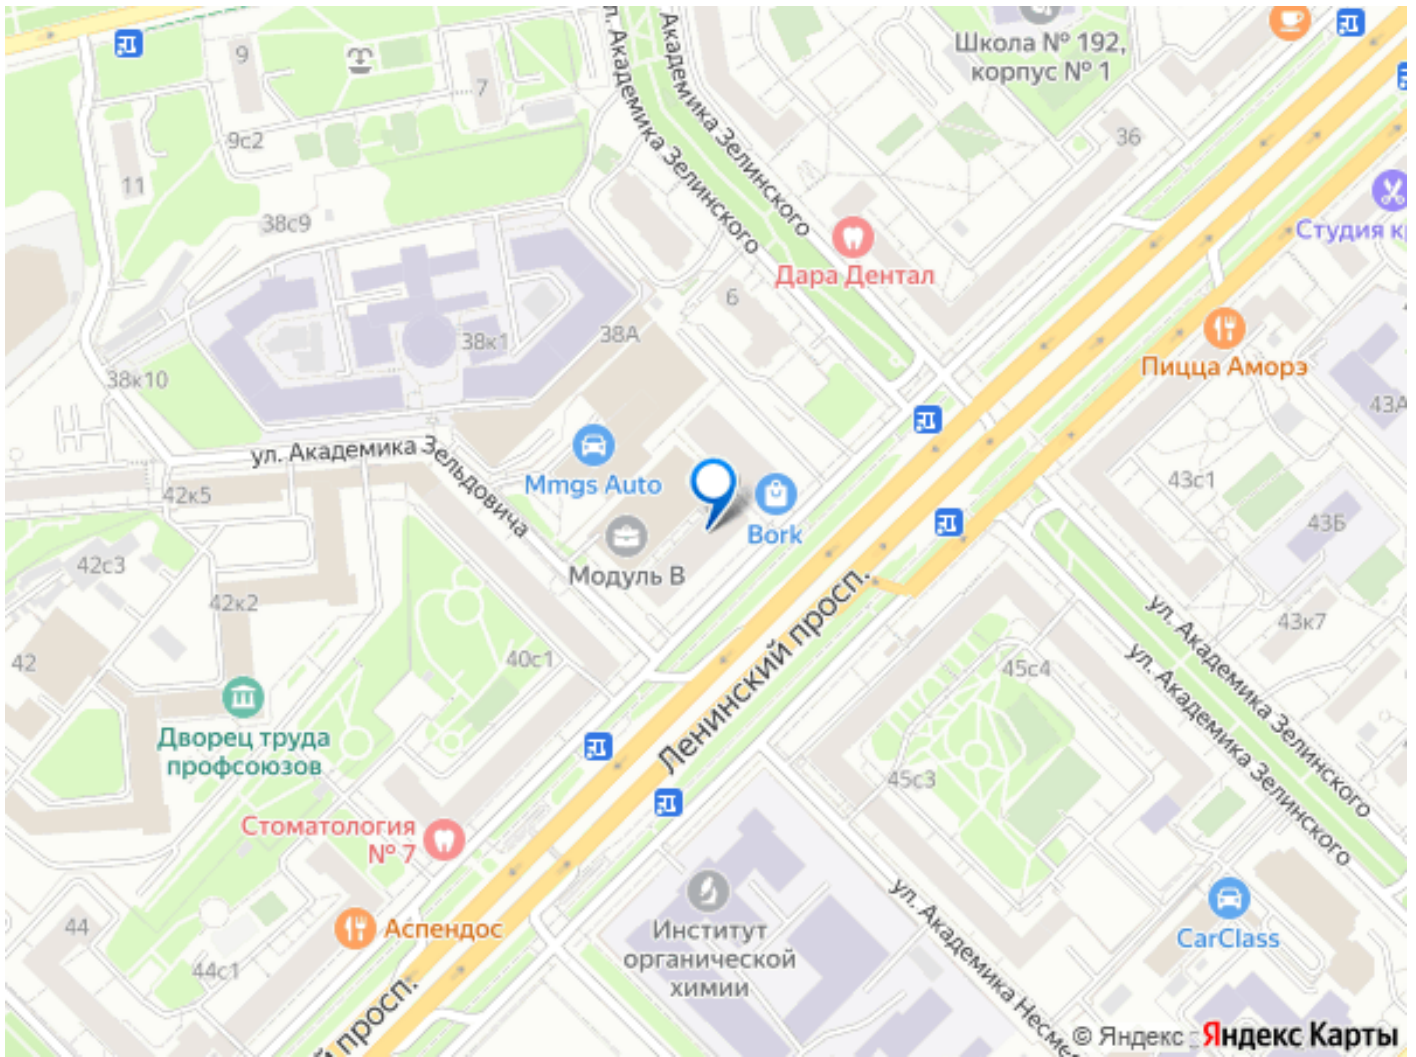 ул. Академика Зелинского
Академика Зелинского
Школа № 192,
корпус № 1
9
7
9с2
11
36
38с9
Студия кр
Дара Дентал
6
38А
38к1
Пицца Аморэ
38к10
43А
ул. Академика Зельдовича
Mmgs Auto
42к5
43с1
43Б
Bork
42с3
Модуль В
42к2
Ленинский просп.
ул. Академика Зелинского
ул. Академика Зелинского
43к7
42
40с1
45с4
Дворец труда
профсоюзов
45с3
Стоматология
№ 7
ул. Академика Несме
44
Аспендос
Институт
органической
химии
CarClass
44с1
й просп.
© Яндекс
Яндекс Карты